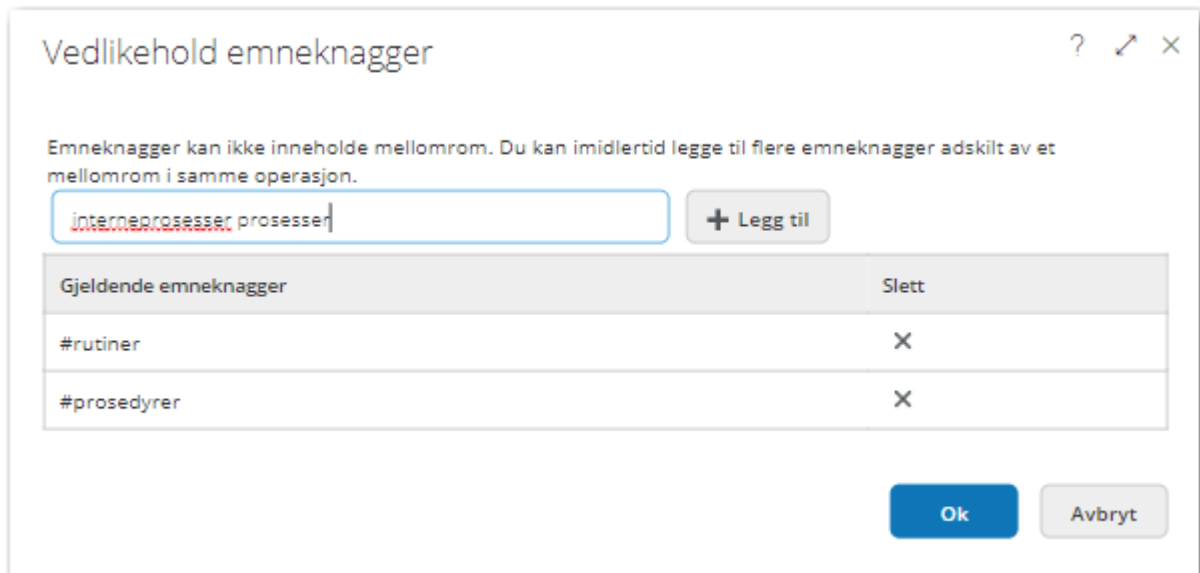 Vedlikehold emneknagger ?
Emneknagger kan ikke inneholde mellomrom. Du kan imidlertid legge til flere emneknagger adskilt av et
mellomrom i samme operasjon.
interneprosesser prosesser + Legg til
Gjeldende emneknagger Slett
#rutiner
#prosedyrer
Ok Avbryt